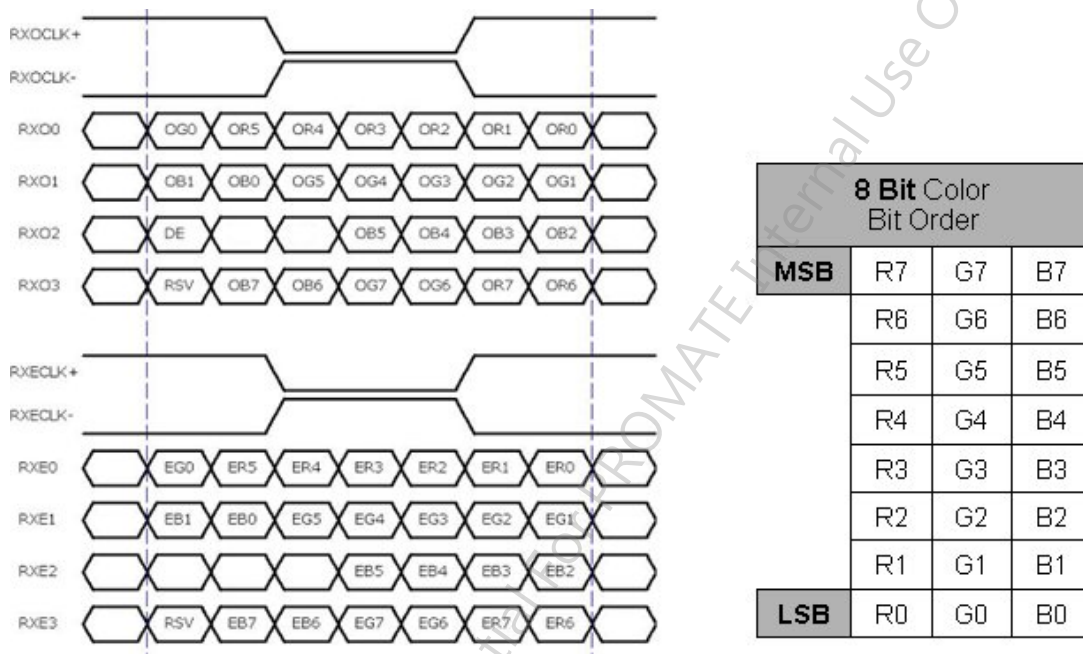 RXOCLK+
RXOCLK-
RXO0 OG0 OR5 OR4 OR3 OR2 OR1 OR0
RXO1 OB1 OB0 OG5 OG4 OG3 OG2 OG1
RXO2 DE OB5 OB4 OB3 OB2
RXO3 RSV OB7 OB6 OG7 OG6 OR7 OR6
RXECLK+
RXECLK-
RXE0 EG0 ER5 ER4 ER3 ER2 ER1 ER0
RXE1 EB1 EB0 EG5 EG4 EG3 EG2 EG1
RXE2 EB5 EB4 EB3 EB2
RXE3 RSV EB7 EB6 EG7 EG6 ER7 ER6
8 Bit Color
Bit Order
MSB R7 G7 B7
R6 G6 B6
R5 G5 B5
R4 G4 B4
R3 G3 B3
R2 G2 B2
R1 G1 B1
LSB R0 G0 B0
For PROMATE Internal Use